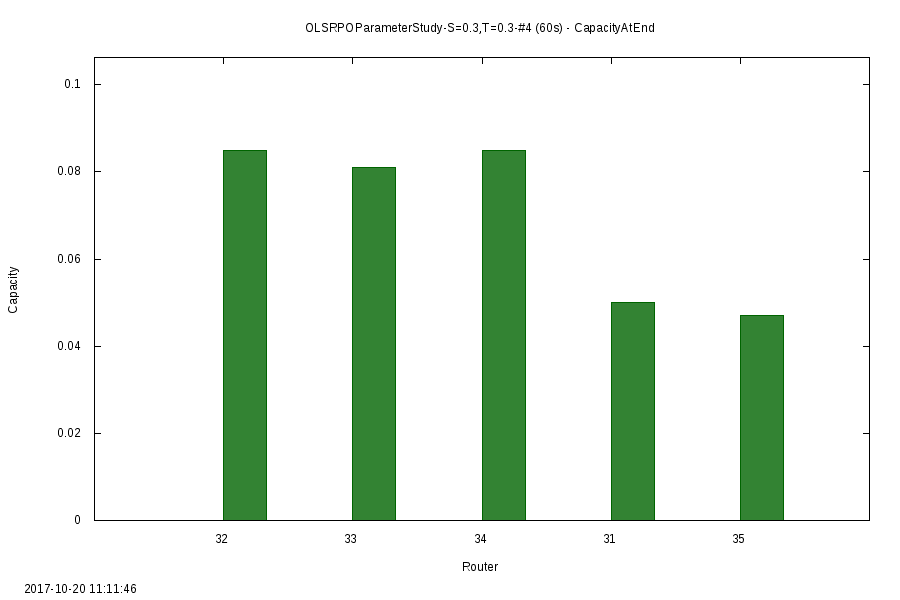 OLSRPOParameterStudy-S=0.3,T=0.3-#4 (60s) - CapacityAtEnd
0.1
0.08
0.06
0.04
0.02
0
Capacity
32 33 34 31 35
Router
2017-10-20 11:11:46